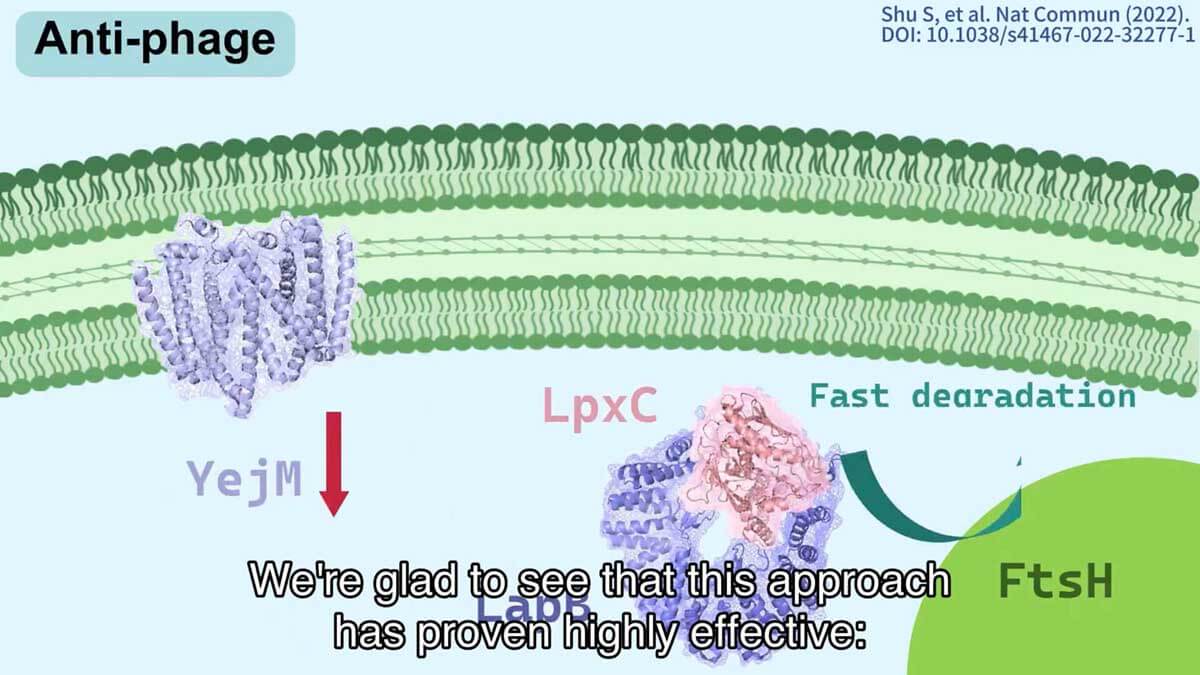 Anti-phage
Shu S, et al. Nat Commun (2022).
DOI: 10.1038/s41467-022-32277-1
LpxC
Fast degradation
YejM
FtsH
LapB
We're glad to see that this approach
has proven highly effective: